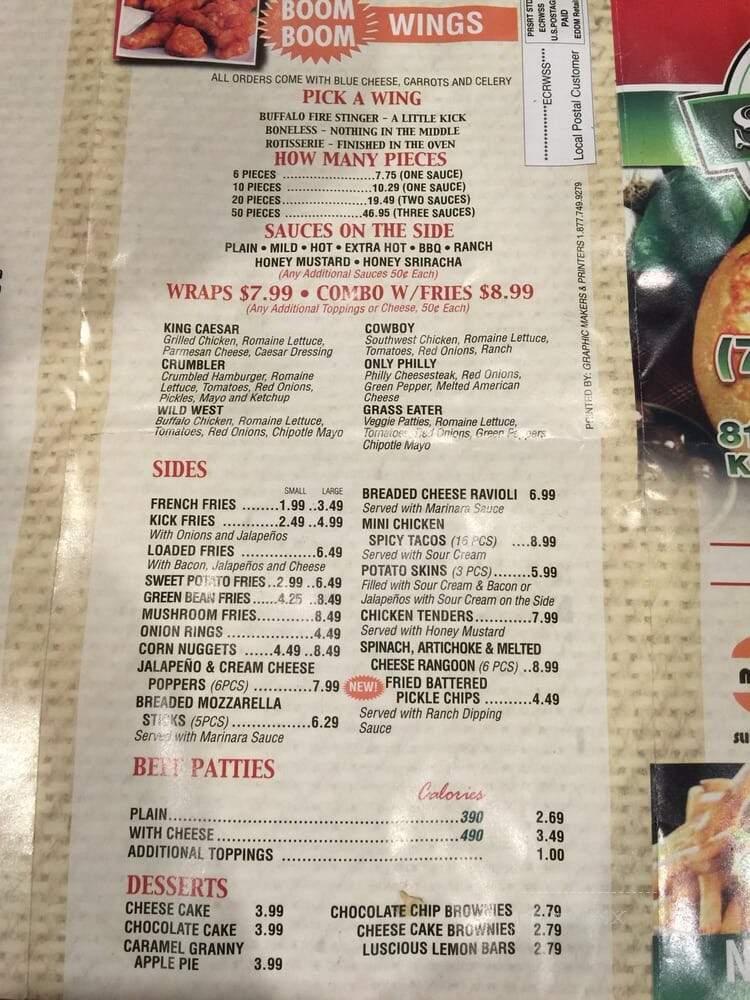 BOOM
BOOM
WINGS
ALL ORDERS COME WITH BLUE CHEESE, CARROTS AND CELERY
PICK A WING
BUFFALO FIRE STINGER - A LITTLE KICK
BONELESS - NOTHING IN THE MIDDLE
ROTISSERIE - FINISHED IN THE OVEN
HOW MANY PIECES
6 PIECES .......................7.75 (ONE SAUCE)
10 PIECES .....................10.29 (ONE SAUCE)
20 PIECES.....................19.49 (TWO SAUCES)
50 PIECES ....................46.95 (THREE SAUCES)
SAUCES ON THE SIDE
PLAIN • MILD • HOT • EXTRA HOT • BBQ • RANCH
HONEY MUSTARD • HONEY SRIRACHA
(Any Additional Sauces 50¢ Each)
WRAPS $7.99 • COMBO W/FRIES $8.99
(Any Additional Toppings or Cheese, 50¢ Each)
KING CAESAR
Grilled Chicken, Romaine Lettuce,
Parmesan Cheese, Caesar Dressing
CRUMBLER
Crumbled Hamburger, Romaine
Lettuce, Tomatoes, Red Onions,
Pickles, Mayo and Ketchup
WILD WEST
Buffalo Chicken, Romaine Lettuce,
Tomatoes, Red Onions, Chipotle Mayo
COWBOY
Southwest Chicken, Romaine Lettuce,
Tomatoes, Red Onions, Ranch
ONLY PHILLY
Philly Cheesesteak, Red Onions,
Green Pepper, Melted American
Cheese
GRASS EATER
Veggie Patties, Romaine Lettuce,
Tomatoes, Red Onions, Green Peppers
Chipotle Mayo
SIDES
SMALL LARGE
FRENCH FRIES ........1.99 ..3.49
KICK FRIES ............2.49 ..4.99
With Onions and Jalapeños
LOADED FRIES ..................6.49
With Bacon, Jalapeños and Cheese
SWEET POTATO FRIES..2.99 ..6.49
GREEN BEAN FRIES......4.25 ..8.49
MUSHROOM FRIES.............8.49
ONION RINGS ....................4.49
CORN NUGGETS ......4.49 ..8.49
JALAPEÑO & CREAM CHEESE
POPPERS (6PCS) .............7.99
BREADED MOZZARELLA
STICKS (5PCS)..................6.29
Served with Marinara Sauce
BREADED CHEESE RAVIOLI 6.99
Served with Marinara Sauce
MINI CHICKEN
SPICY TACOS (16 PCS) ....8.99
Served with Sour Cream
POTATO SKINS (3 PCS)........5.99
Filled with Sour Cream & Bacon or
Jalapeños with Sour Cream on the Side
CHICKEN TENDERS............7.99
Served with Honey Mustard
SPINACH, ARTICHOKE & MELTED
CHEESE RANGOON (6 PCS) ..8.99
NEW! FRIED BATTERED
PICKLE CHIPS ..........4.49
Served with Ranch Dipping
Sauce
BEEF PATTIES
Calories
PLAIN.......................................................390 2.69
WITH CHEESE..............................................490 3.49
ADDITIONAL TOPPINGS ...................................... 1.00
DESSERTS
CHEESE CAKE 3.99
CHOCOLATE CAKE 3.99
CARAMEL GRANNY
APPLE PIE 3.99
CHOCOLATE CHIP BROWNIES 2.79
CHEESE CAKE BROWNIES 2.79
LUSCIOUS LEMON BARS 2.79
PRSRT STD
ECRWSS
U.S.POSTAGE
PAID
EDDM Retail
***************ECRWSS****
Local Postal Customer
PRINTED BY: GRAPHIC MAKERS & PRINTERS 1.877.749.9279
(7
81
K